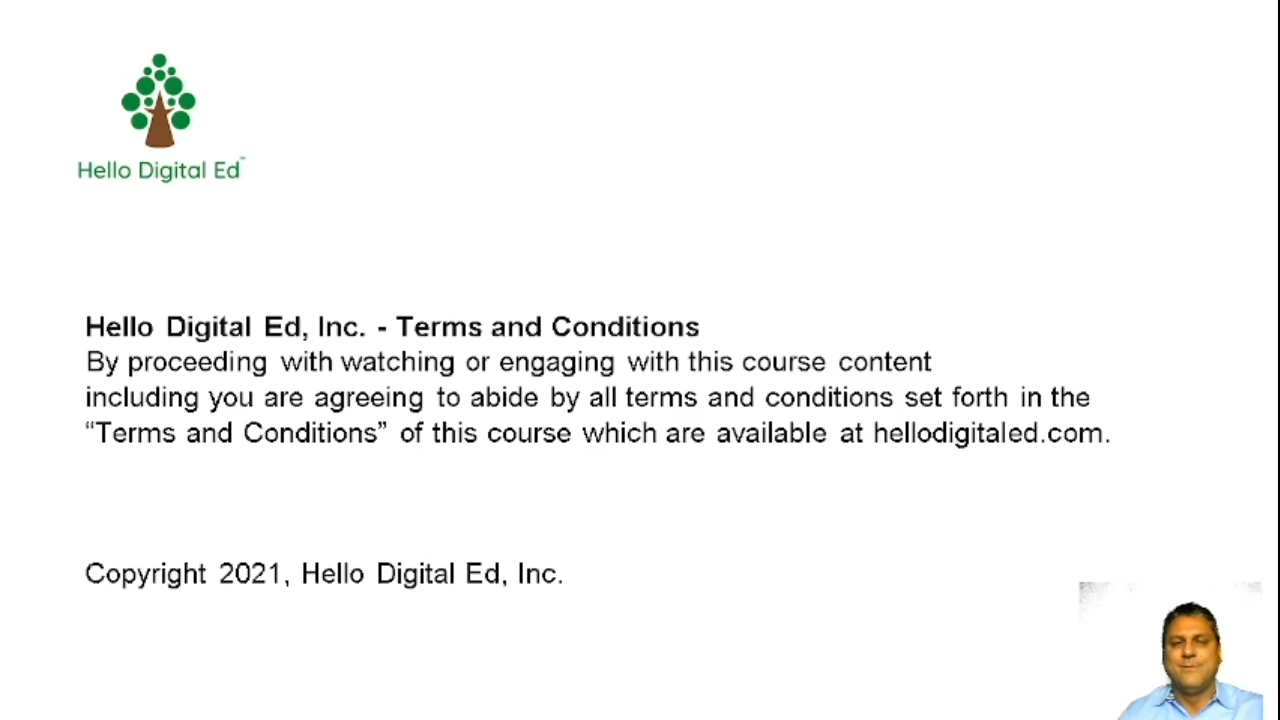 Hello Digital Ed™
Hello Digital Ed, Inc. - Terms and Conditions
By proceeding with watching or engaging with this course content
including you are agreeing to abide by all terms and conditions set forth in the
“Terms and Conditions” of this course which are available at hellodigitaled.com.
Copyright 2021, Hello Digital Ed, Inc.